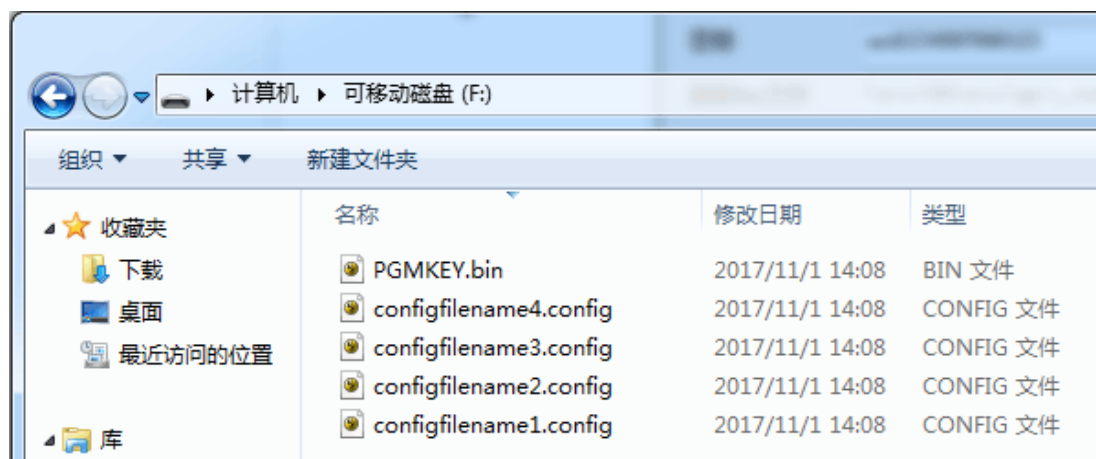 计算机 可移动磁盘 (F:)
组织 共享 新建文件夹
收藏夹
下载
桌面
最近访问的位置
库
名称 修改日期 类型
PGMKEY.bin 2017/11/1 14:08 BIN 文件
configfilename4.config 2017/11/1 14:08 CONFIG 文件
configfilename3.config 2017/11/1 14:08 CONFIG 文件
configfilename2.config 2017/11/1 14:08 CONFIG 文件
configfilename1.config 2017/11/1 14:08 CONFIG 文件